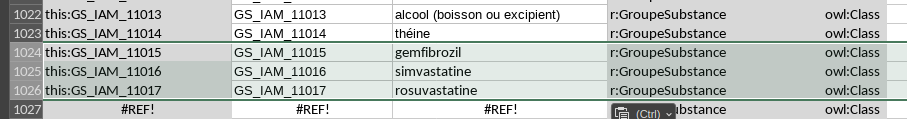 1022 this:GS_IAM_11013 GS_IAM_11013 alcool (boisson ou excipient) r:GroupeSubstance owl:Class
1023 this:GS_IAM_11014 GS_IAM_11014 théine r:GroupeSubstance owl:Class
1024 this:GS_IAM_11015 GS_IAM_11015 gemfibrozil r:GroupeSubstance owl:Class
1025 this:GS_IAM_11016 GS_IAM_11016 simvastatine r:GroupeSubstance owl:Class
1026 this:GS_IAM_11017 GS_IAM_11017 rosuvastatine r:GroupeSubstance owl:Class
1027 #REF! #REF! #REF! (Ctrl) ubstance owl:Class